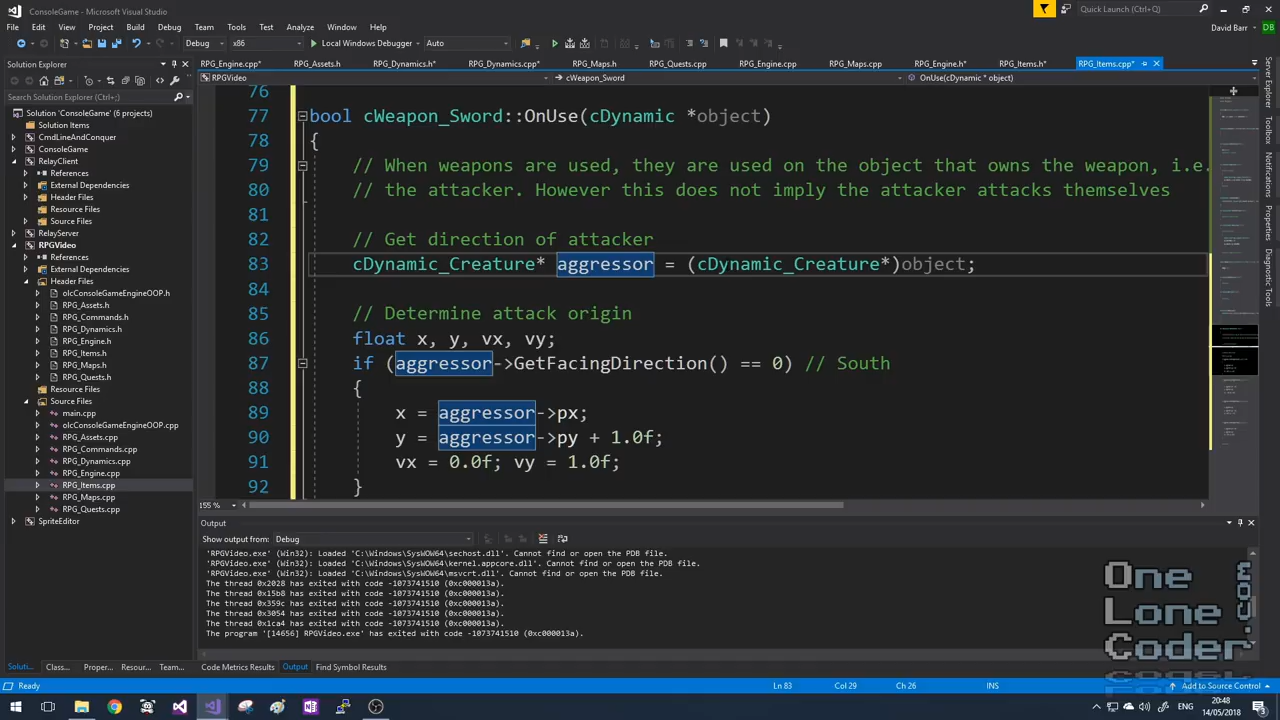 ConsoleGame - Microsoft Visual Studio
Quick Launch (Ctrl+Q)
File Edit View Project Build Debug Team Tools Test Analyze Window Help
David Barr DB
Debug x86 Local Windows Debugger Auto
Solution Explorer
RPG_Engine.cpp* RPG_Assets.h RPG_Dynamics.h* RPG_Maps.h RPG_Quests.cpp RPG_Engine.cpp RPG_Maps.cpp RPG_Engine.h* RPG_Items.h* RPG_Items.cpp*
RPGVideo cWeapon_Sword OnUse(cDynamic * object)
Search Solution Explorer (Ctrl+;)
Solution 'ConsoleGame' (6 projects)
Solution Items
CmdLineAndConquer
ConsoleGame
RelayClient
References
External Dependencies
Header Files
Resource Files
Source Files
RelayServer
RPGVideo
References
External Dependencies
Header Files
olcConsoleGameEngineOOP.h
RPG_Assets.h
RPG_Commands.h
RPG_Dynamics.h
RPG_Engine.h
RPG_Items.h
RPG_Maps.h
RPG_Quests.h
Resource Files
Source Files
main.cpp
olcConsoleGameEngineOOP.cpp
RPG_Assets.cpp
RPG_Commands.cpp
RPG_Dynamics.cpp
RPG_Engine.cpp
RPG_Items.cpp
RPG_Maps.cpp
RPG_Quests.cpp
SpriteEditor
76
77 bool cWeapon_Sword::OnUse(cDynamic *object)
78 {
79 // When weapons are used, they are used on the object that owns the weapon, i.e.
80 // the attacker. However this does not imply the attacker attacks themselves
81
82 // Get direction of attacker
83 cDynamic_Creature* aggressor = (cDynamic_Creature*)object;
84
85 // Determine attack origin
86 float x, y, vx, vy;
87 if (aggressor->GetFacingDirection() == 0) // South
88 {
89 x = aggressor->px;
90 y = aggressor->py + 1.0f;
91 vx = 0.0f; vy = 1.0f;
92 }
155 %
Server Explorer
Toolbox
Notifications
Properties
Diagnostic Tools
Output
Show output from: Debug
'RPGVideo.exe' (Win32): Loaded 'C:\Windows\SysWOW64\sechost.dll'. Cannot find or open the PDB file.
'RPGVideo.exe' (Win32): Loaded 'C:\Windows\SysWOW64\kernel.appcore.dll'. Cannot find or open the PDB file.
'RPGVideo.exe' (Win32): Loaded 'C:\Windows\SysWOW64\msvcrt.dll'. Cannot find or open the PDB file.
The thread 0x2028 has exited with code -1073741510 (0xc000013a).
The thread 0x15b8 has exited with code -1073741510 (0xc000013a).
The thread 0x359c has exited with code -1073741510 (0xc000013a).
The thread 0x3054 has exited with code -1073741510 (0xc000013a).
The thread 0x1ca4 has exited with code -1073741510 (0xc000013a).
The program '[14656] RPGVideo.exe' has exited with code -1073741510 (0xc000013a).
One
Lone
Coder
.com
Soluti... Class... Proper... Resour... Team... Code Metrics Results Output Find Symbol Results
Ready Ln 83 Col 29 Ch 26 INS Add to Source Control
20:48
ENG
14/05/2018
3